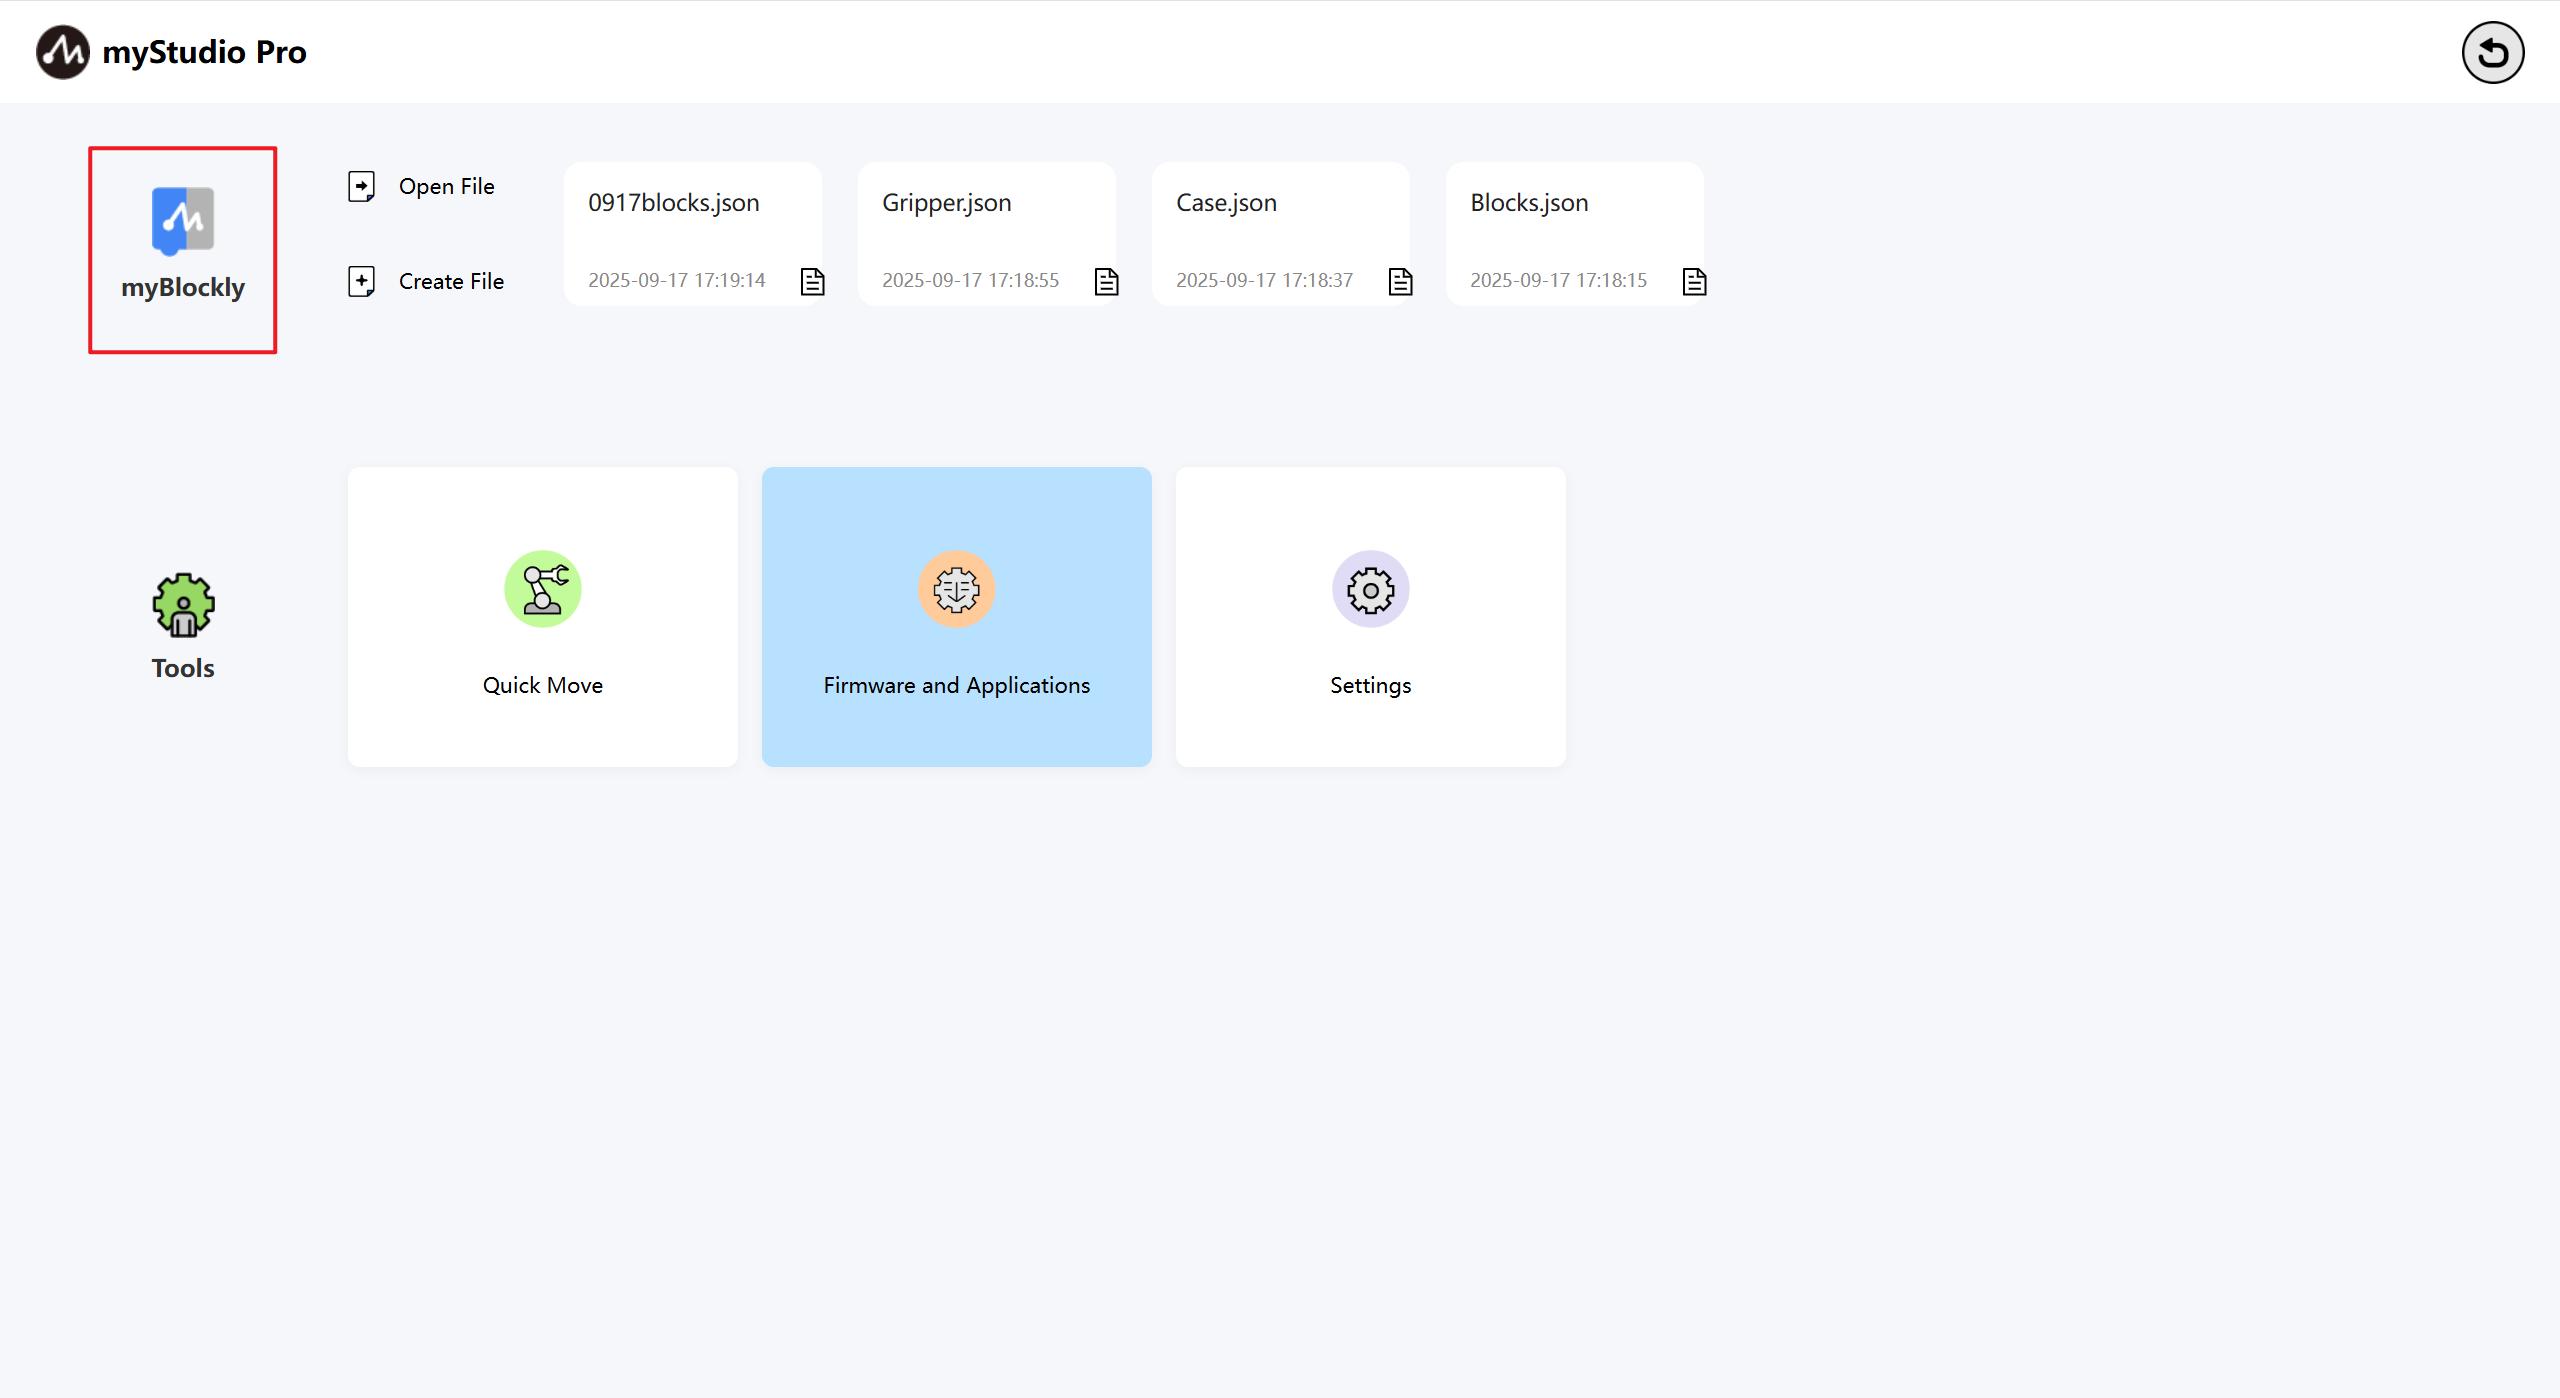 myStudio Pro
myBlockly
Open File
Create File
0917blocks.json
2025-09-17 17:19:14
Gripper.json
2025-09-17 17:18:55
Case.json
2025-09-17 17:18:37
Blocks.json
2025-09-17 17:18:15
Tools
Quick Move
Firmware and Applications
Settings